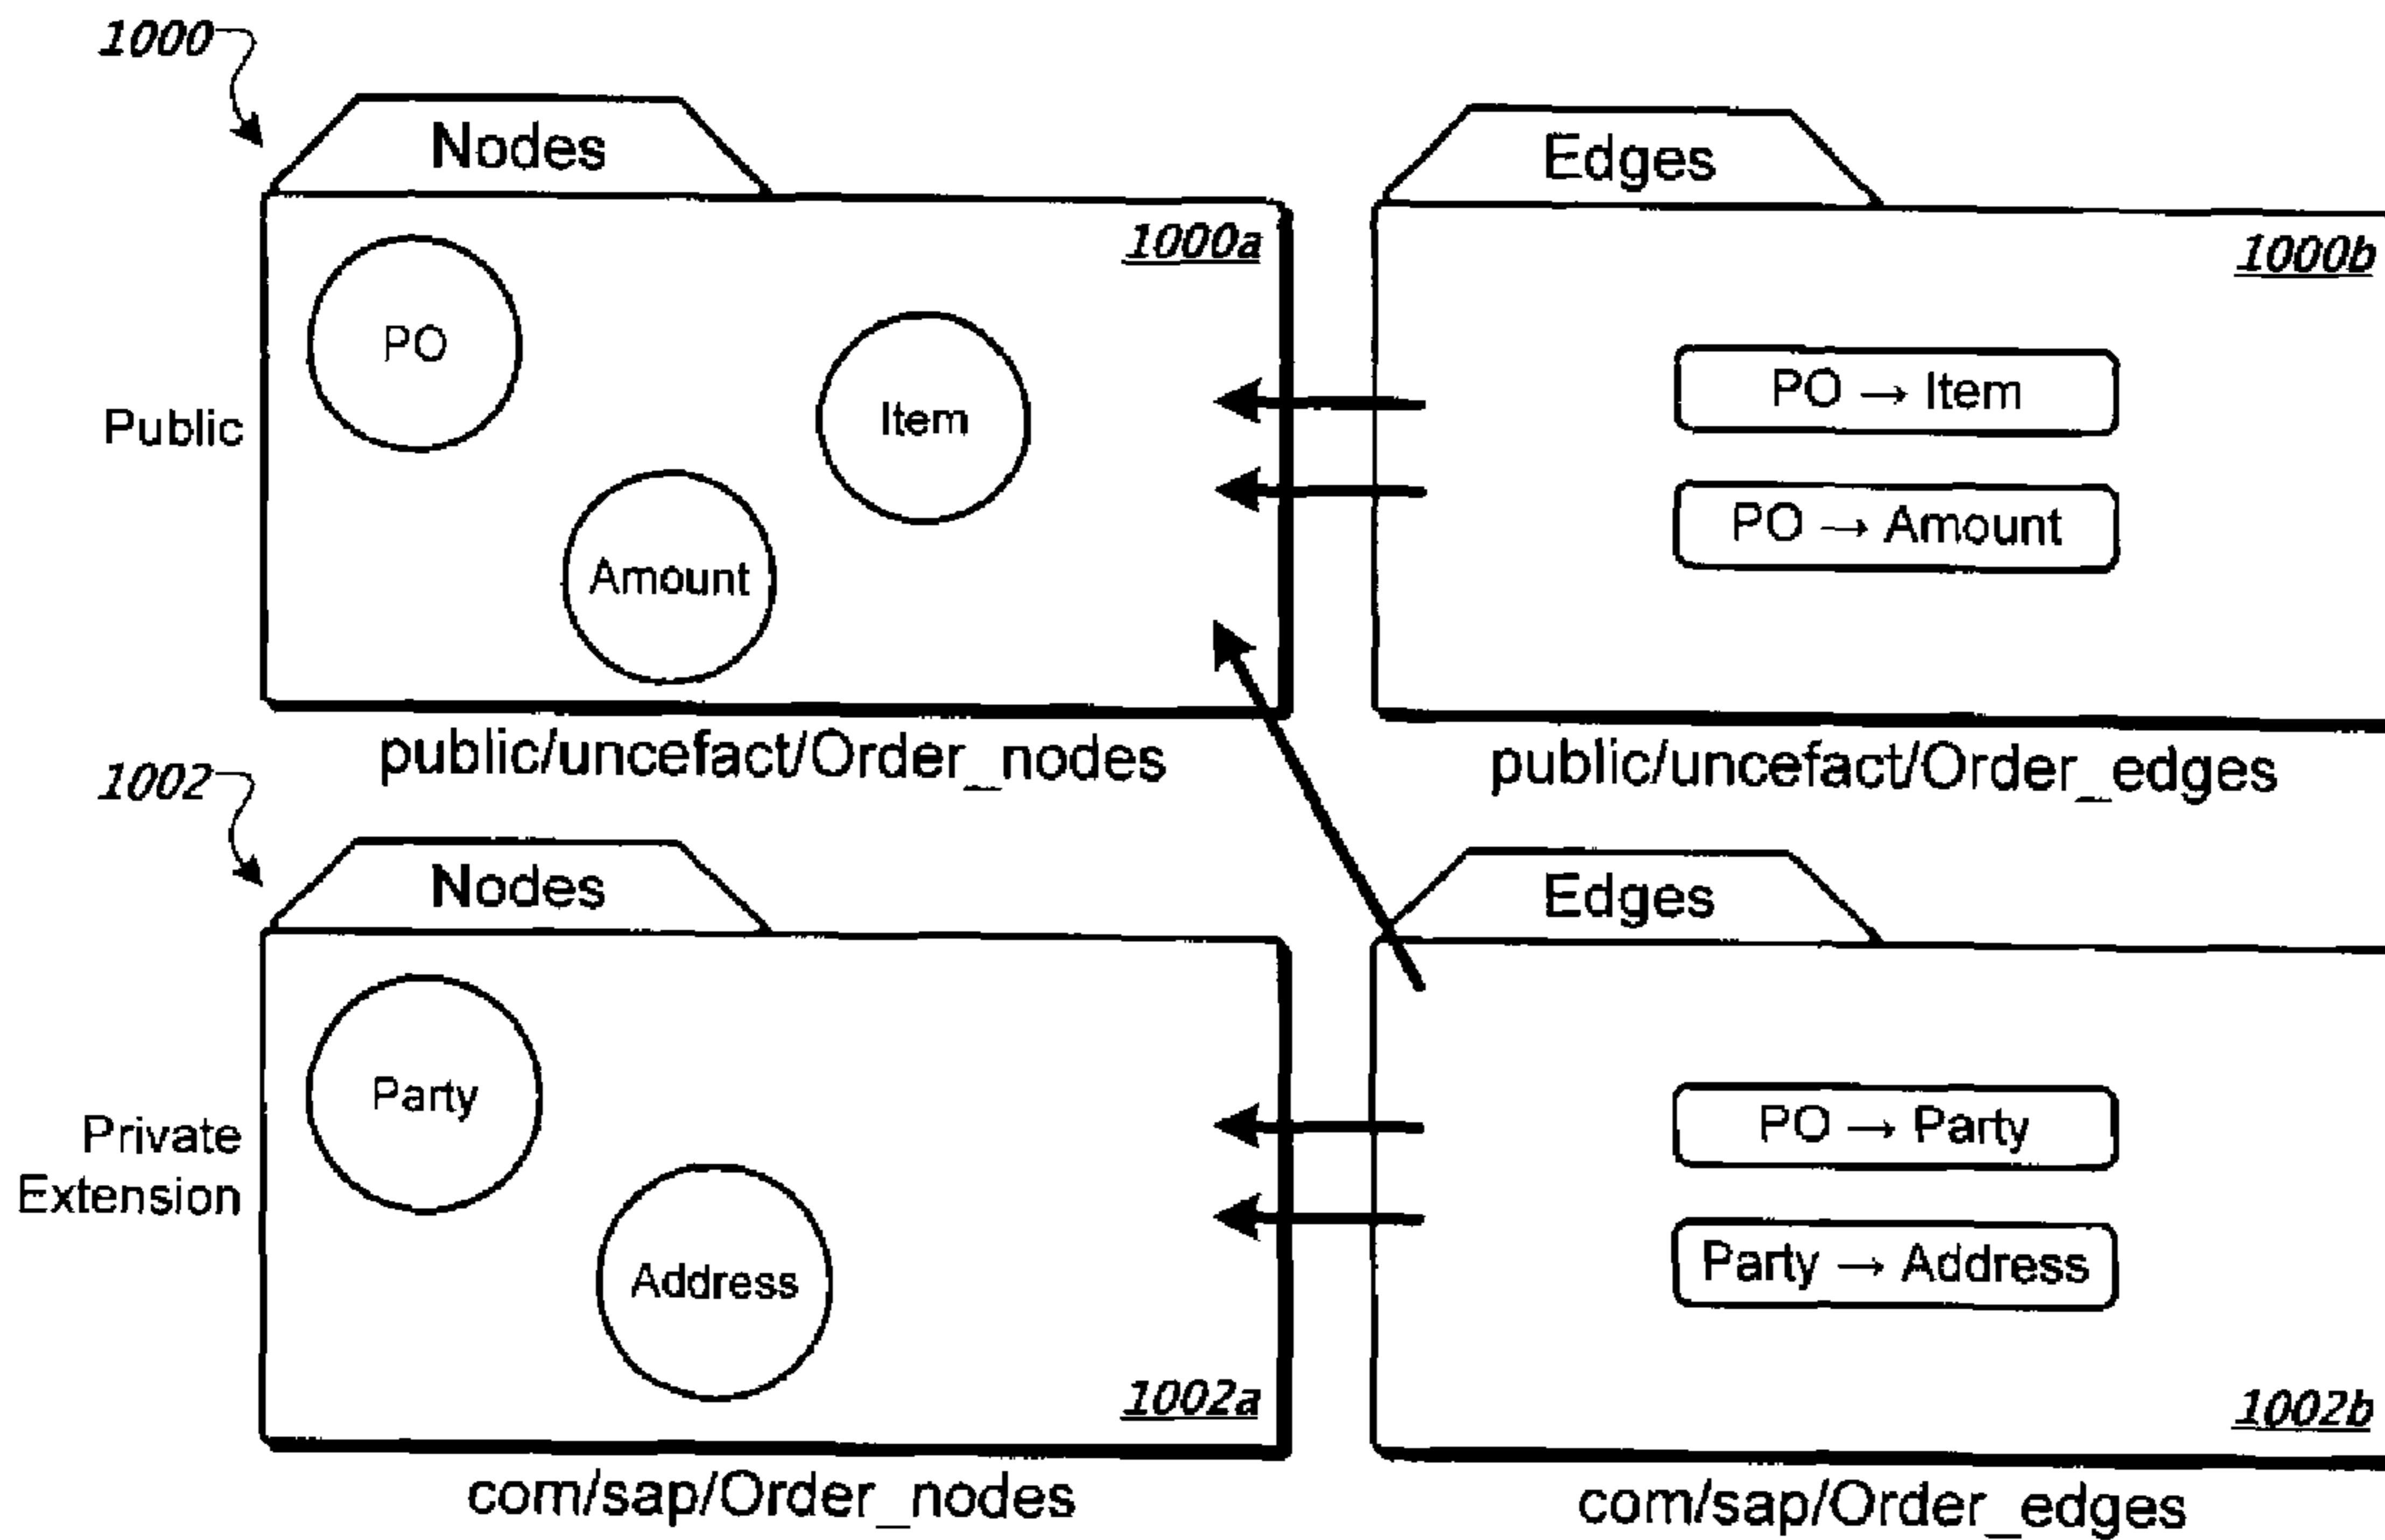 1000
Nodes
Edges
1000a
1000b
PO
Item
Amount
Public
PO → Item
PO → Amount
public/uncefact/Order_nodes
public/uncefact/Order_edges
1002
Nodes
Edges
Party
Address
Private
Extension
PO → Party
Party → Address
1002a
1002b
com/sap/Order_nodes
com/sap/Order_edges